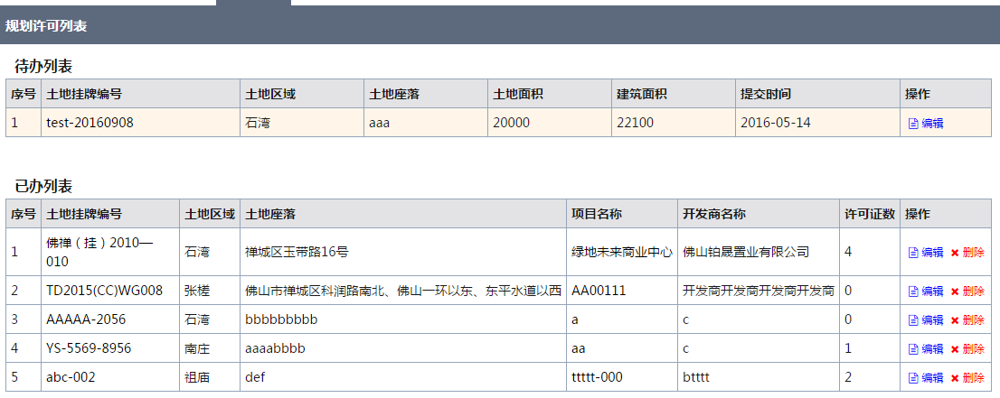 规划许可列表
待办列表
序号 土地挂牌编号 土地区域 土地座落 土地面积 建筑面积 提交时间 操作
1 test-20160908 石湾 aaa 20000 22100 2016-05-14 编辑
已办列表
序号 土地挂牌编号 土地区域 土地座落 项目名称 开发商名称 许可证数 操作
1 佛禅（挂）2010—
010 石湾 禅城区玉带路16号 绿地未来商业中心 佛山铂晟置业有限公司 4 编辑 删除
2 TD2015(CC)WG008 张槎 佛山市禅城区科润路南北、佛山一环以东、东平水道以西 AA00111 开发商开发商开发商开发商 0 编辑 删除
3 AAAAA-2056 石湾 bbbbbbbbb a c 0 编辑 删除
4 YS-5569-8956 南庄 aaaabbbb aa c 1 编辑 删除
5 abc-002 祖庙 def ttttt-000 btttt 2 编辑 删除